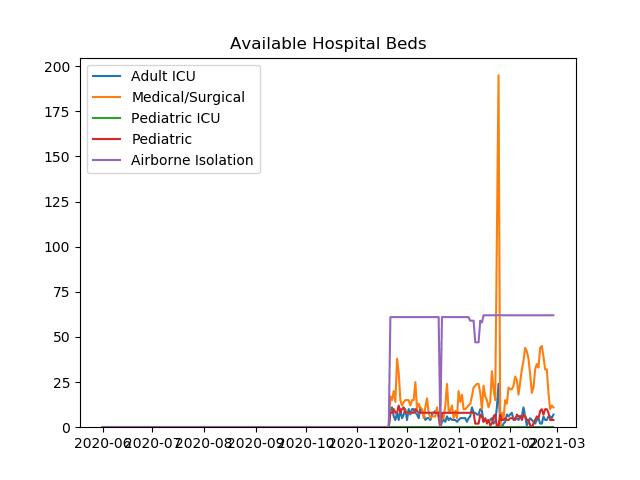 Available Hospital Beds
200
175
150
125
100
75
50
25
0
Adult ICU
Medical/Surgical
Pediatric ICU
Pediatric
Airborne Isolation
2020-06 2020-07 2020-08 2020-09 2020-10 2020-11 2020-12 2021-01 2021-02 2021-03